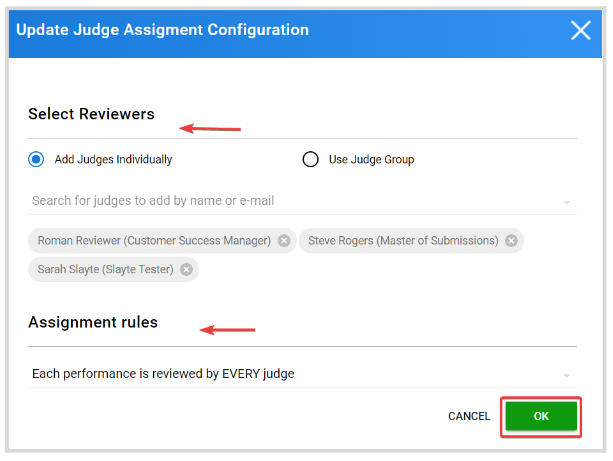 Update Judge Assigment Configuration
Select Reviewers
Add Judges Individually
Use Judge Group
Search for judges to add by name or e-mail
Roman Reviewer (Customer Success Manager)
Steve Rogers (Master of Submissions)
Sarah Slayte (Slayte Tester)
Assignment rules
Each performance is reviewed by EVERY judge
CANCEL
OK